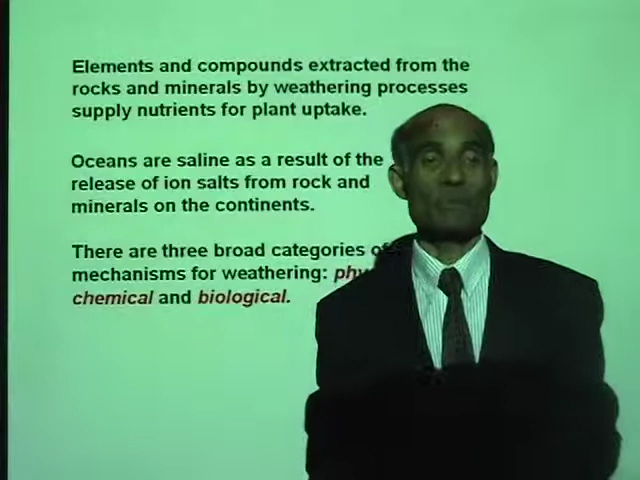 Elements and compounds extracted from the
rocks and minerals by weathering processes
supply nutrients for plant uptake.
Oceans are saline as a result of the
release of ion salts from rock and
minerals on the continents.
There are three broad categories
mechanisms for weathering:
chemical and biological.